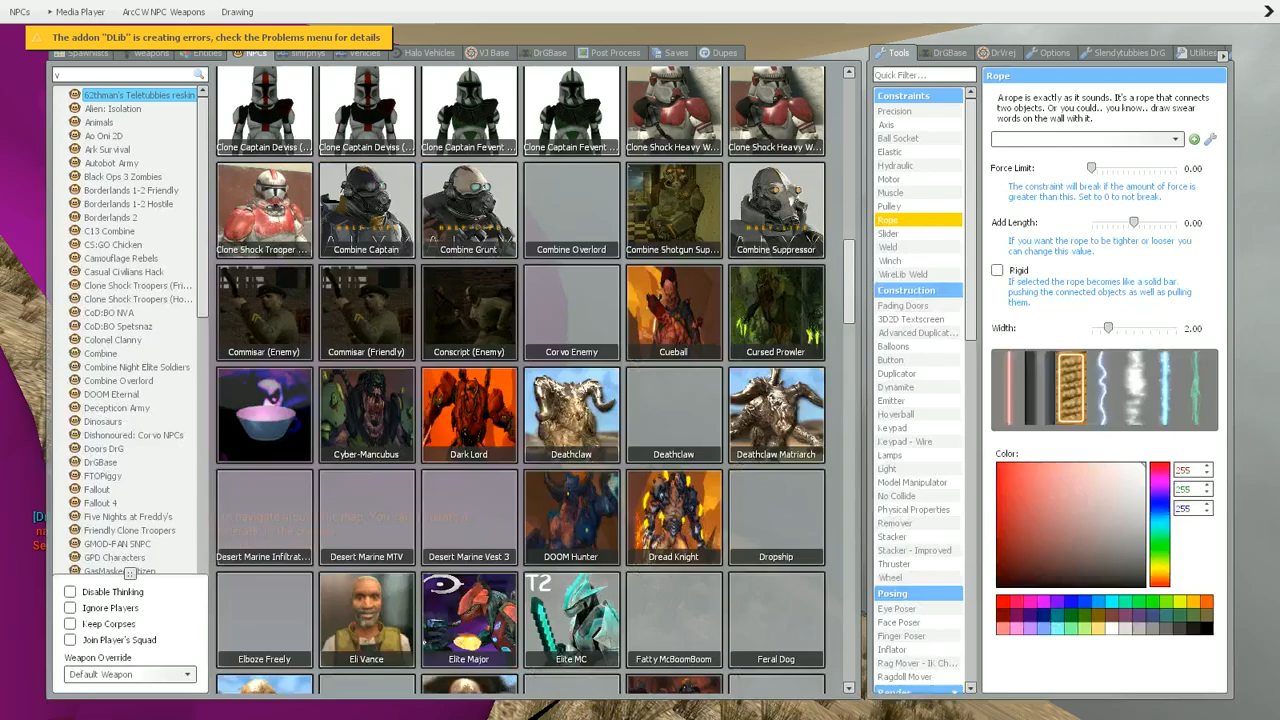 NPCs
Media Player
ArcCW NPC Weapons
Drawing
The addon "DLib" is creating errors, check the Problems menu for details
Spawnlists
Weapons
Entities
NPCs
simfphys
Vehicles
Halo Vehicles
VJ Base
DrGBase
Post Process
Saves
Dupes
v
62thman's Teletubbies reskin
Alien: Isolation
Animals
Ao Oni 2D
Ark Survival
Autobot Army
Black Ops 3 Zombies
Borderlands 1-2 Friendly
Borderlands 1-2 Hostile
Borderlands 2
C13 Combine
CS:GO Chicken
Camouflage Rebels
Casual Civilians Hack
Clone Shock Troopers (Fri...
Clone Shock Troopers (Ho...
CoD:BO NVA
CoD:BO Spetsnaz
Colonel Clanny
Combine
Combine Night Elite Soldiers
Combine Overlord
DOOM Eternal
Decepticon Army
Dinosaurs
Dishonoured: Corvo NPCs
Doors DrG
DrGBase
FTOPiggy
Fallout
Fallout 4
Five Nights at Freddy's
Friendly Clone Troopers
GMOD-FAN SNPC
GPD Characters
Disable Thinking
Ignore Players
Keep Corpses
Join Player's Squad
Weapon Override
Default Weapon
Clone Captain Deviss (...
Clone Captain Deviss (...
Clone Captain Fevent ...
Clone Captain Fevent ...
Clone Shock Heavy W...
Clone Shock Heavy W...
Clone Shock Trooper ...
Combine Captain
Combine Grunt
Combine Overlord
Combine Shotgun Sup...
Combine Suppressor
Commisar (Enemy)
Commisar (Friendly)
Conscript (Enemy)
Corvo Enemy
Cueball
Cursed Prowler
Cyber-Mancubus
Dark Lord
Deathclaw
Deathclaw
Deathclaw Matriarch
Desert Marine Infiltrat...
Desert Marine MTV
Desert Marine Vest 3
DOOM Hunter
Dread Knight
Dropship
T2
Elboze Freely
Eli Vance
Elite Major
Elite MC
Fatty McBoomBoom
Feral Dog
Tools
DrGBase
DrVrej
Options
Slendytubbies DrG
Utilities
Quick Filter...
Constraints
Precision
Axis
Ball Socket
Elastic
Hydraulic
Motor
Muscle
Pulley
Rope
Slider
Weld
Winch
WireLib Weld
Construction
Fading Doors
3D2D Textscreen
Advanced Duplicat...
Balloons
Button
Duplicator
Dynamite
Emitter
Hoverball
Keypad
Keypad - Wire
Lamps
Light
Model Manipulator
No Collide
Physical Properties
Remover
Stacker
Stacker - Improved
Thruster
Wheel
Posing
Eye Poser
Face Poser
Finger Poser
Inflator
Rag Mover - IK Ch...
Ragdoll Mover
Render
Rope
A rope is exactly as it sounds. It's a rope that connects
two objects. Or you could.. you know.. draw swear
words on the wall with it.
Force Limit:
0.00
The constraint will break if the amount of force is
greater than this. Set to 0 to not break.
Add Length:
0.00
If you want the rope to be tighter or looser you
can change this value.
Rigid
If selected the rope becomes like a solid bar,
pushing the connected objects as well as pulling
them.
Width:
2.00
Color:
255
255
255